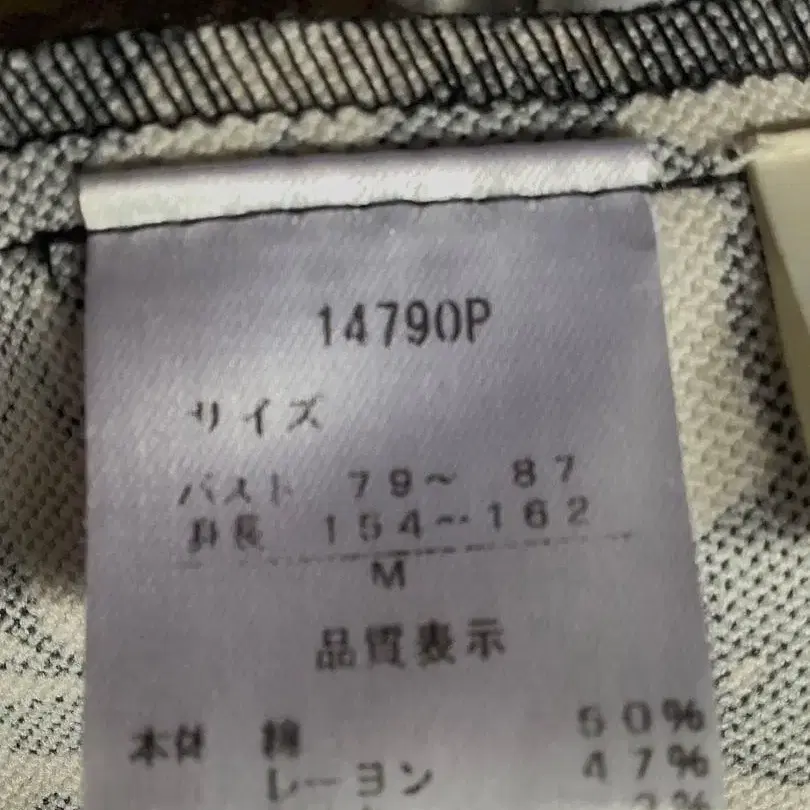 14790P
サイズ
バスト 79～ 87
身長 154～162
M
品質表示
本体 綿 50%
レーヨン 47%